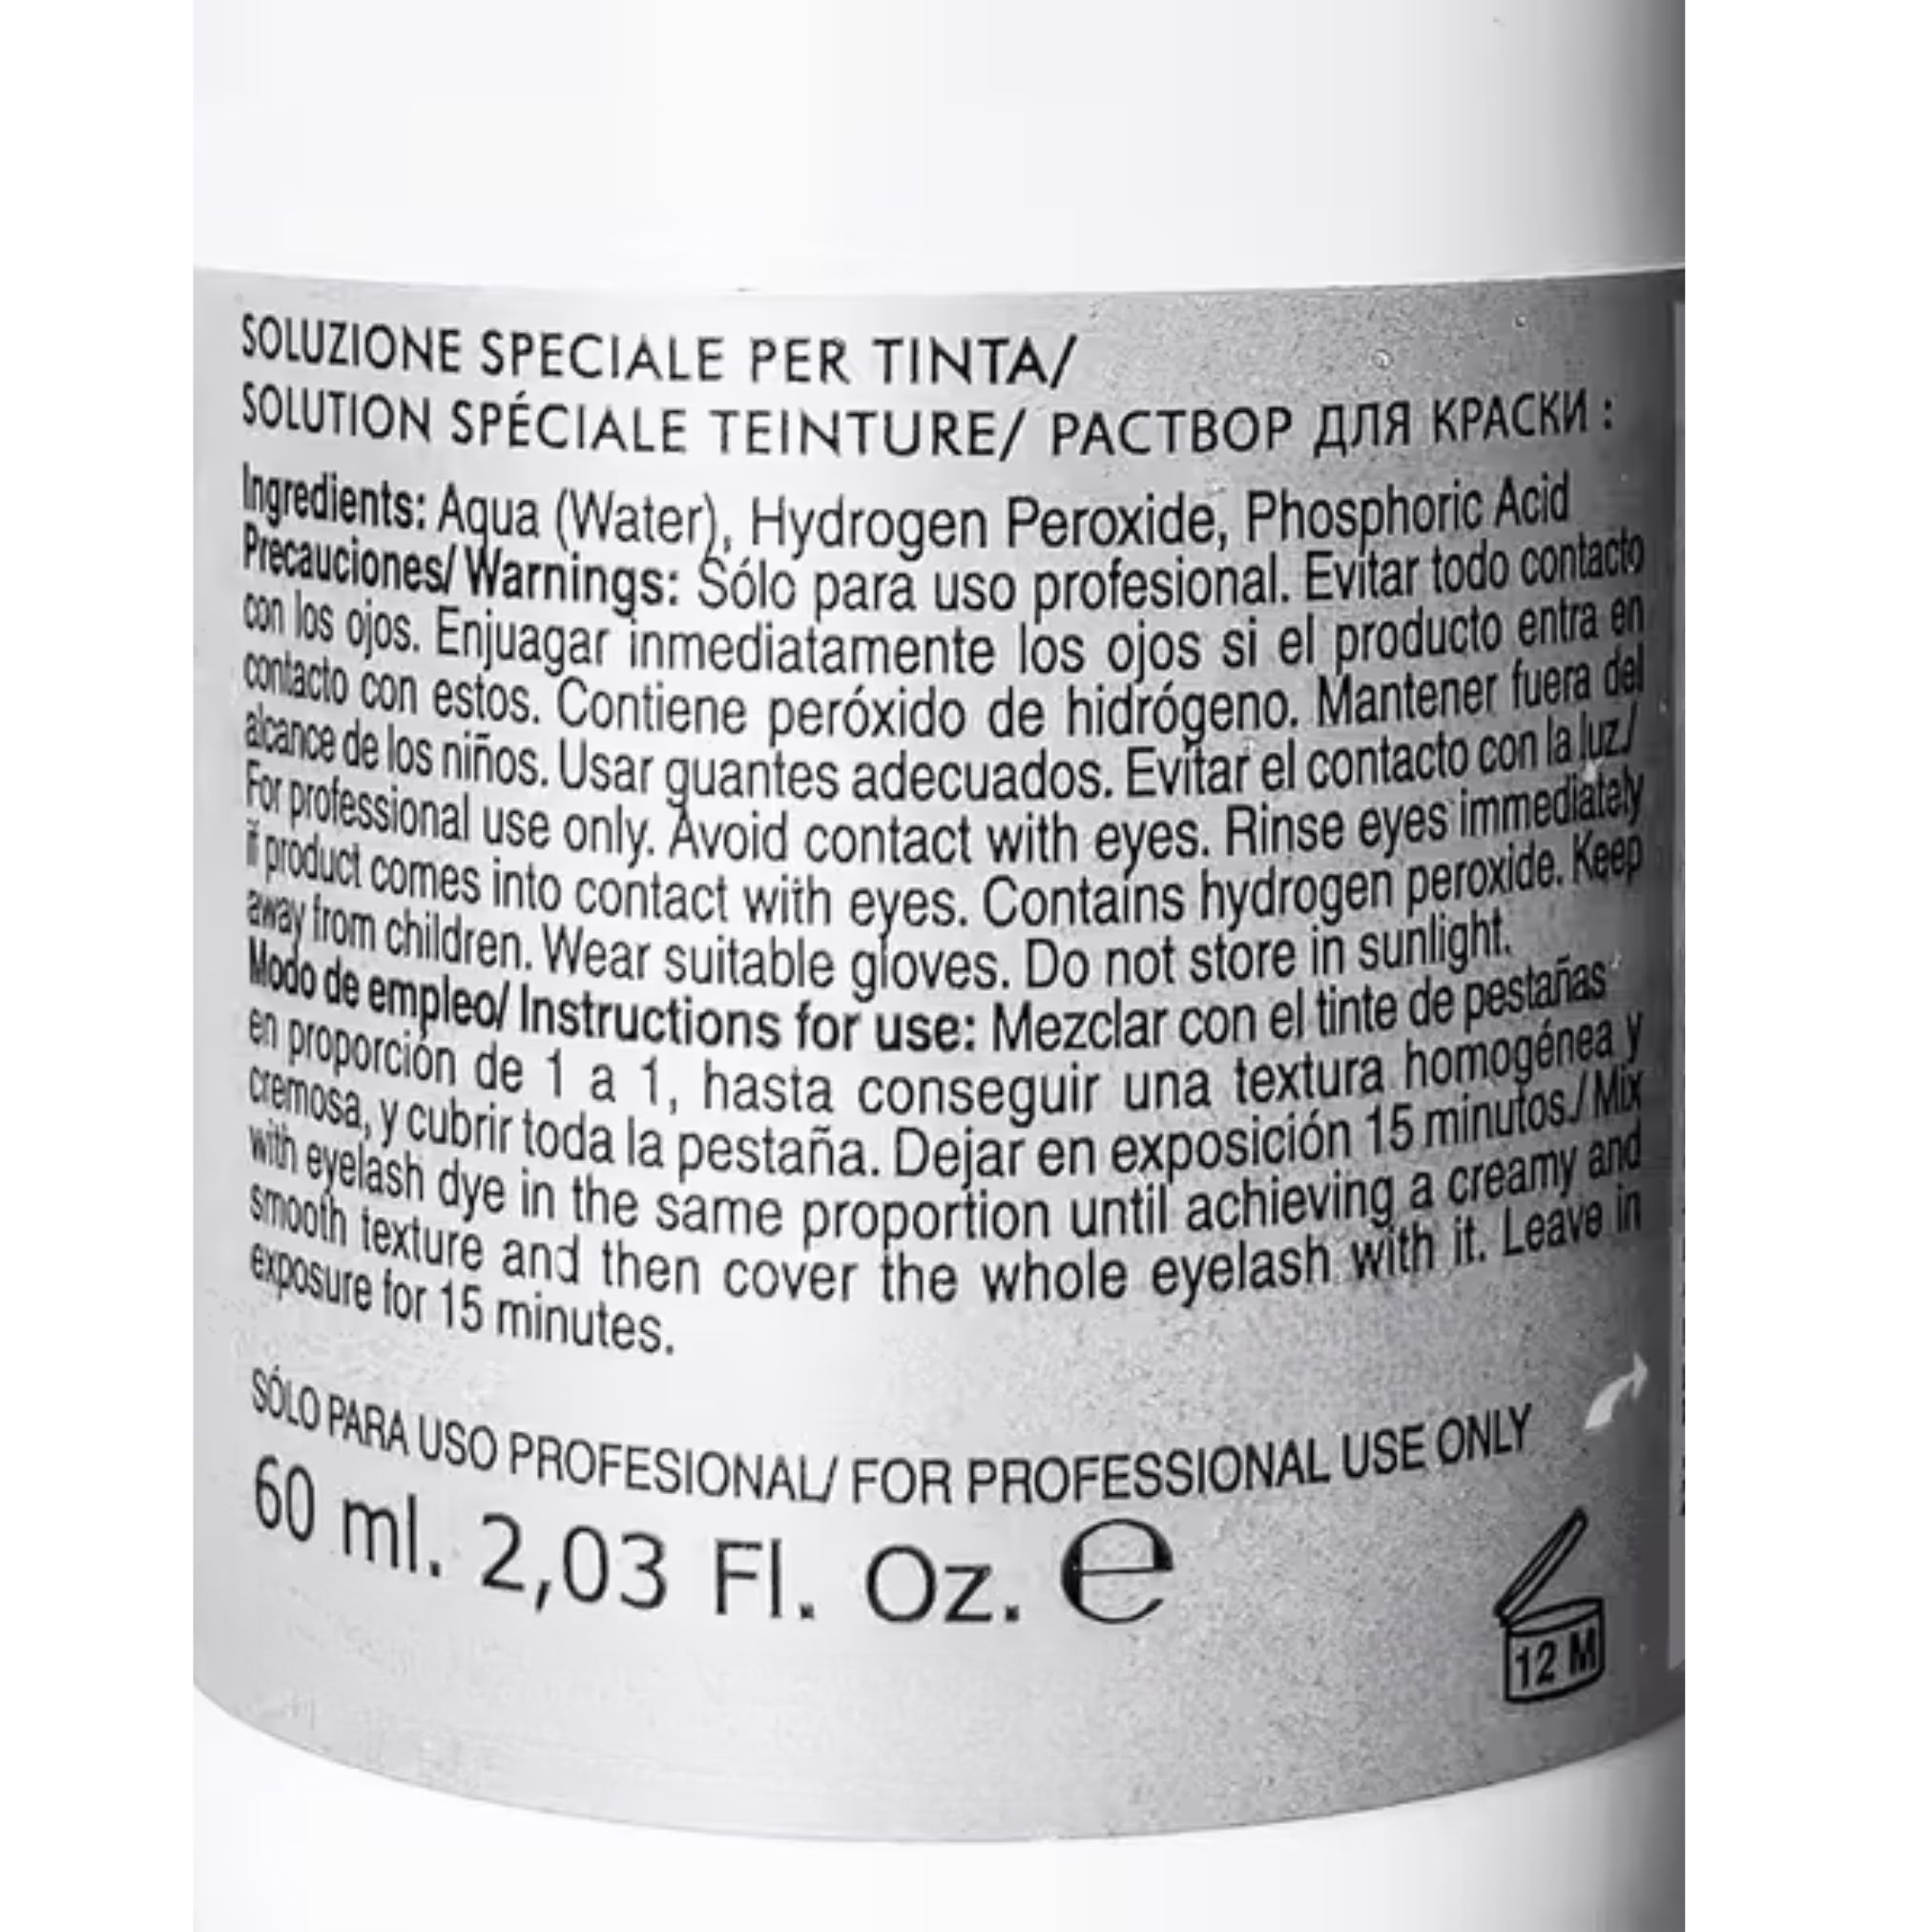 SOLUZIONE SPECIALE PER TINTA/
SOLUTION SPÉCIALE TEINTURE/ РАСТВОР ДЛЯ КРАСКИ :
Ingredients: Aqua (Water), Hydrogen Peroxide, Phosphoric Acid
Precauciones/ Warnings: Sólo para uso profesional. Evitar todo contacto
con los ojos. Enjuagar inmediatamente los ojos si el producto entra en
contacto con estos. Contiene peróxido de hidrógeno. Mantener fuera del
alcance de los niños. Usar guantes adecuados. Evitar el contacto con la luz./
For professional use only. Avoid contact with eyes. Rinse eyes immediately
if product comes into contact with eyes. Contains hydrogen peroxide. Keep
away from children. Wear suitable gloves. Do not store in sunlight.
Modo de empleo/ Instructions for use: Mezclar con el tinte de pestañas
en proporción de 1 a 1, hasta conseguir una textura homogénea y
cremosa, y cubrir toda la pestaña. Dejar en exposición 15 minutos./ Mix
with eyelash dye in the same proportion until achieving a creamy and
smooth texture and then cover the whole eyelash with it. Leave in
exposure for 15 minutes.
SÓLO PARA USO PROFESIONAL/ FOR PROFESSIONAL USE ONLY
60 ml. 2,03 Fl. Oz. e
12 M